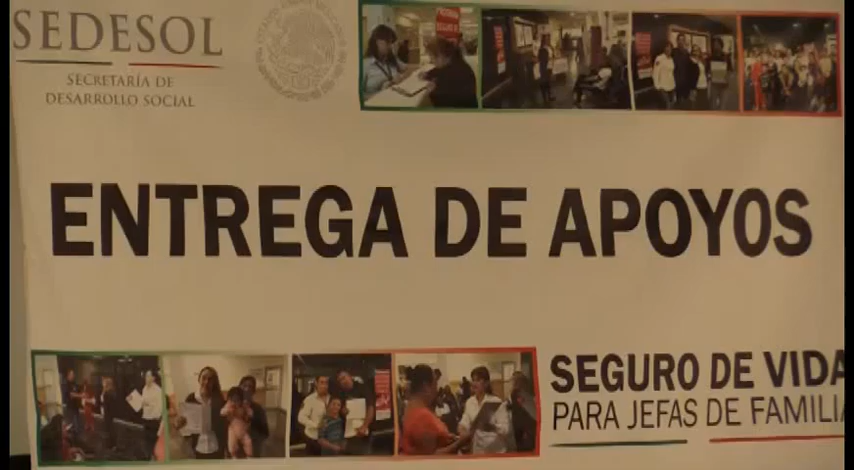 SEDESOL
SECRETARÍA DE
DESARROLLO SOCIAL
ENTREGA DE APOYOS
SEGURO DE VIDA
PARA JEFAS DE FAMILIA